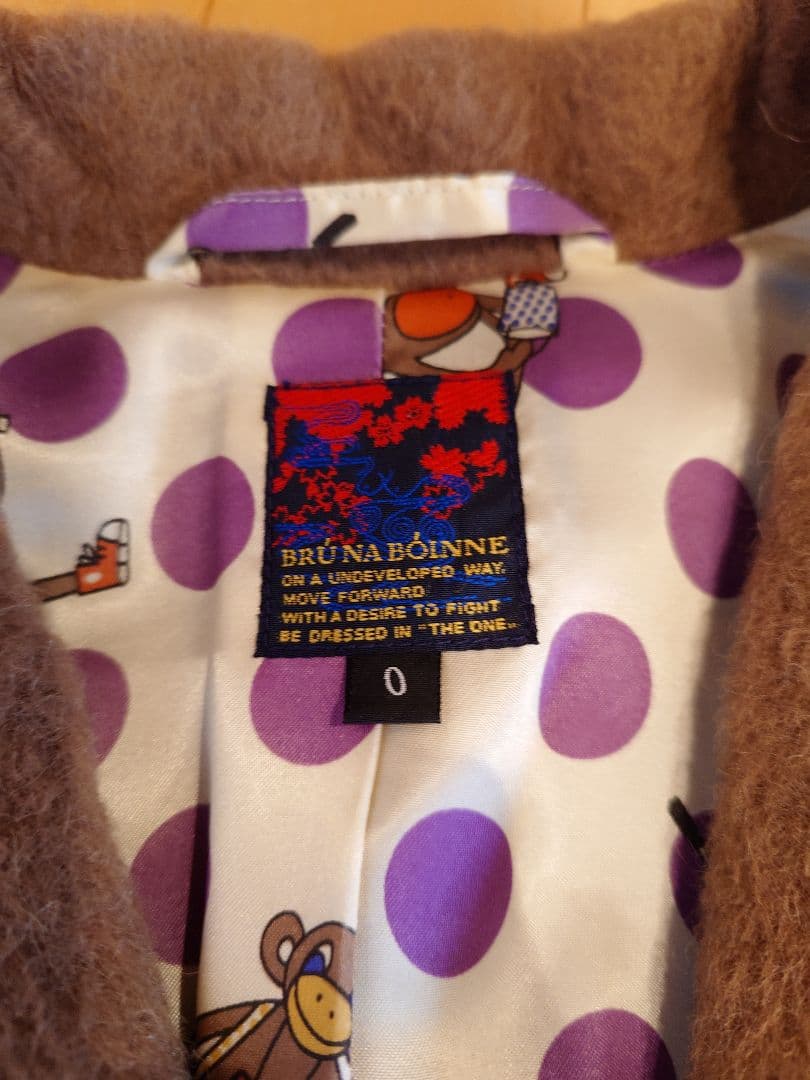 BRÚ NA BÓINNE
ON A UNDEVELOPED WAY,
MOVE FORWARD
WITH A DESIRE TO FIGHT
BE DRESSED IN "THE ONE"
0